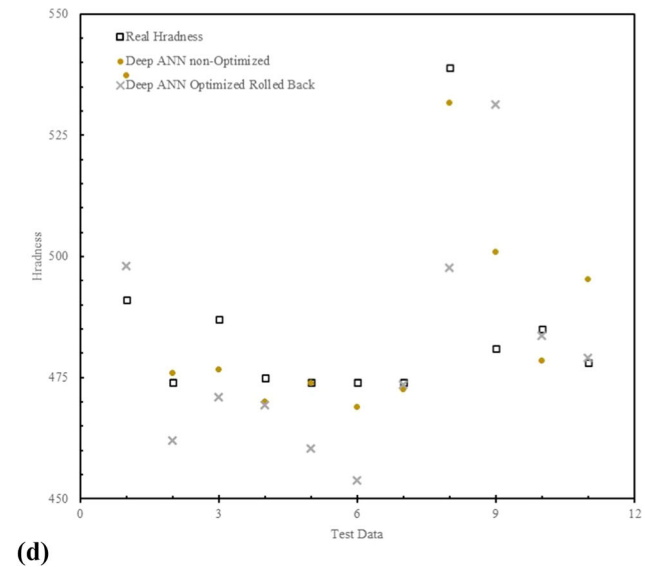 550
Real Hradness
Deep ANN non-Optimized
Deep ANN Optimized Rolled Back
525
500
475
450
Hradness
0
3
6
9
12
Test Data
(d)